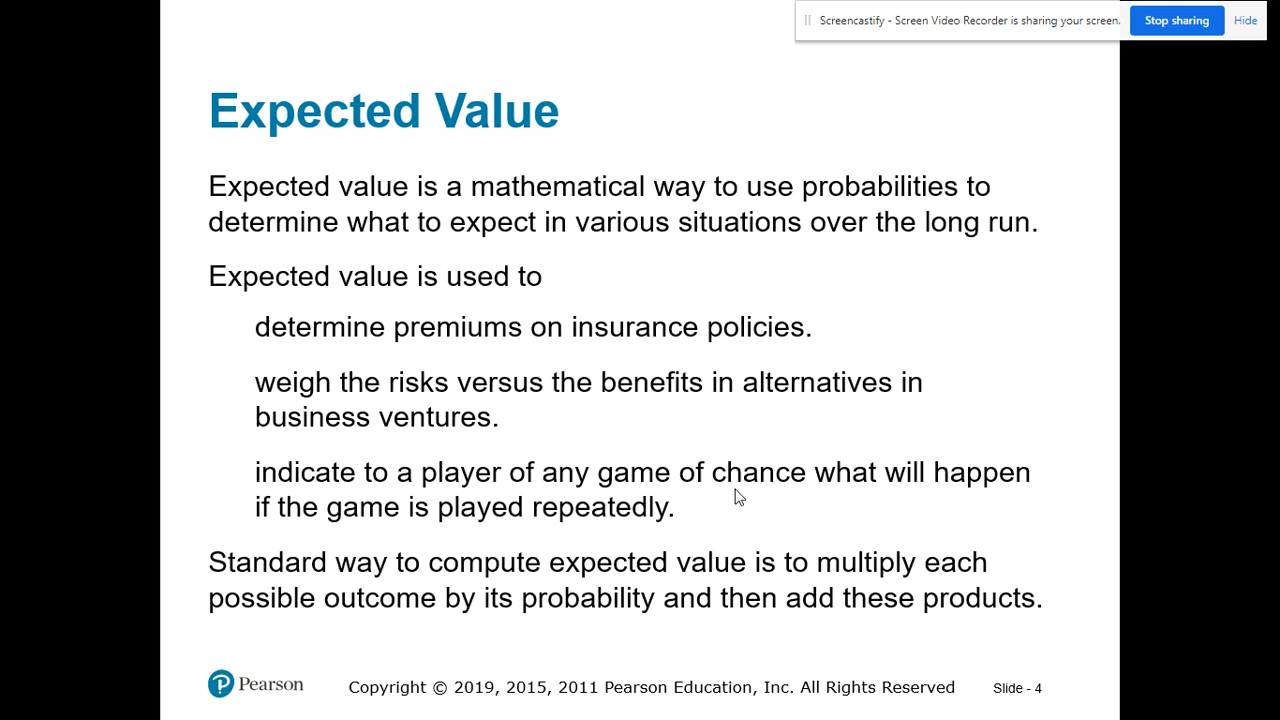 Screencastify - Screen Video Recorder is sharing your screen.
Stop sharing
Hide
Expected Value
Expected value is a mathematical way to use probabilities to
determine what to expect in various situations over the long run.
Expected value is used to
determine premiums on insurance policies.
weigh the risks versus the benefits in alternatives in
business ventures.
indicate to a player of any game of chance what will happen
if the game is played repeatedly.
Standard way to compute expected value is to multiply each
possible outcome by its probability and then add these products.
Pearson
Copyright © 2019, 2015, 2011 Pearson Education, Inc. All Rights Reserved
Slide - 4